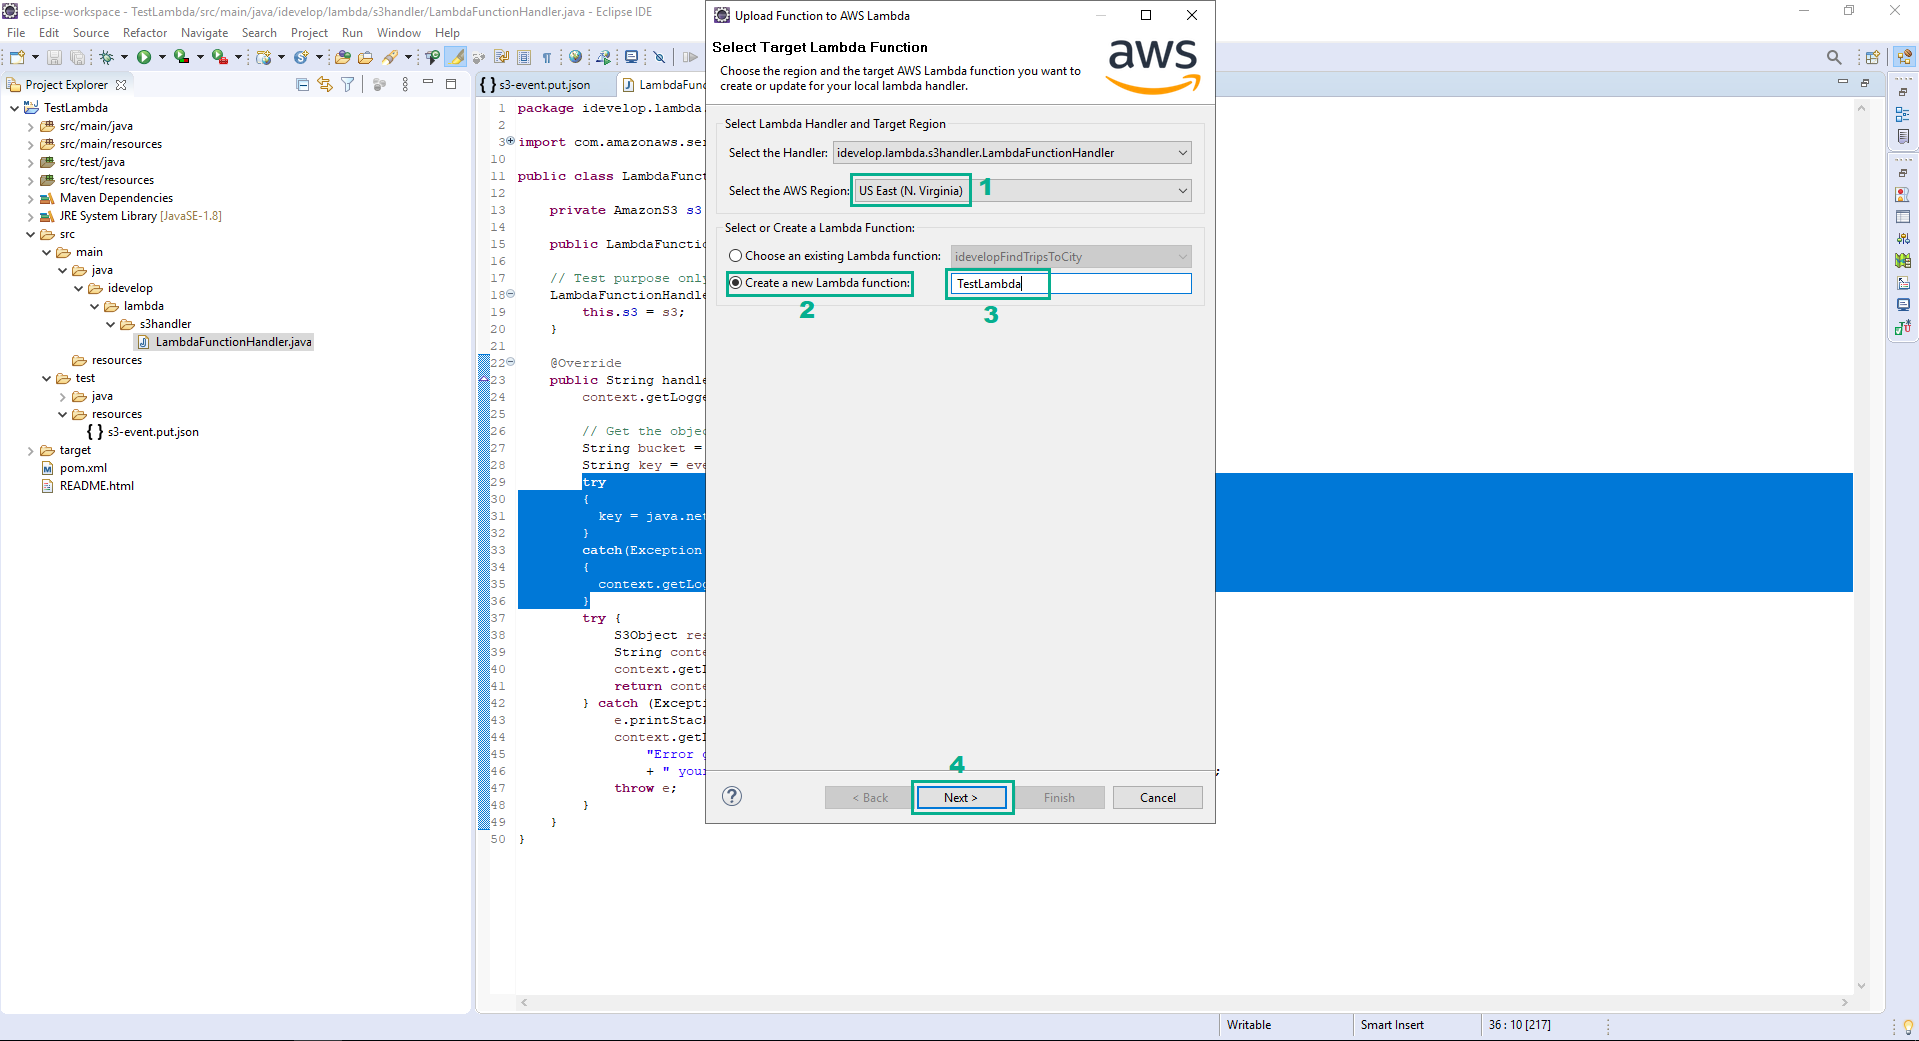 eclipse-workspace - TestLambda/src/main/java/idevelop/lambda/s3handler/LambdaFunctionHandler.java - Eclipse IDE
File Edit Source Refactor Navigate Search Project Run Window Help
Project Explorer
TestLambda
src/main/java
src/main/resources
src/test/java
src/test/resources
Maven Dependencies
JRE System Library [JavaSE-1.8]
src
main
java
idevelop
lambda
s3handler
LambdaFunctionHandler.java
resources
test
java
resources
{ } s3-event.put.json
target
pom.xml
README.html
{ } s3-event.put.json
LambdaFunc
1 package idevelop.lambda.
2
3 import com.amazonaws.ser
10
11 public class LambdaFunct
12
13 private AmazonS3 s3
14
15 public LambdaFunctio
16
17 // Test purpose only
18 LambdaFunctionHandle
19 this.s3 = s3;
20 }
21
22 @Override
23 public String handle
24 context.getLogge
25
26 // Get the objec
27 String bucket =
28 String key = eve
29 try
30 {
31 key = java.net
32 }
33 catch(Exception
34 {
35 context.getLog
36 }
37 try {
38 S3Object res
39 String conte
40 context.getL
41 return conte
42 } catch (Excepti
43 e.printStack
44 context.getL
45 "Error g
46 + " your
;
47 throw e;
48 }
49 }
50 }
Upload Function to AWS Lambda
Select Target Lambda Function
Choose the region and the target AWS Lambda function you want to
create or update for your local lambda handler.
aws
Select Lambda Handler and Target Region
Select the Handler: idevelop.lambda.s3handler.LambdaFunctionHandler
Select the AWS Region: US East (N. Virginia) 1
Select or Create a Lambda Function:
Choose an existing Lambda function: idevelopFindTripsToCity
Create a new Lambda function: TestLambda
2 3
4
? < Back Next > Finish Cancel
Writable Smart Insert 36 : 10 [217]